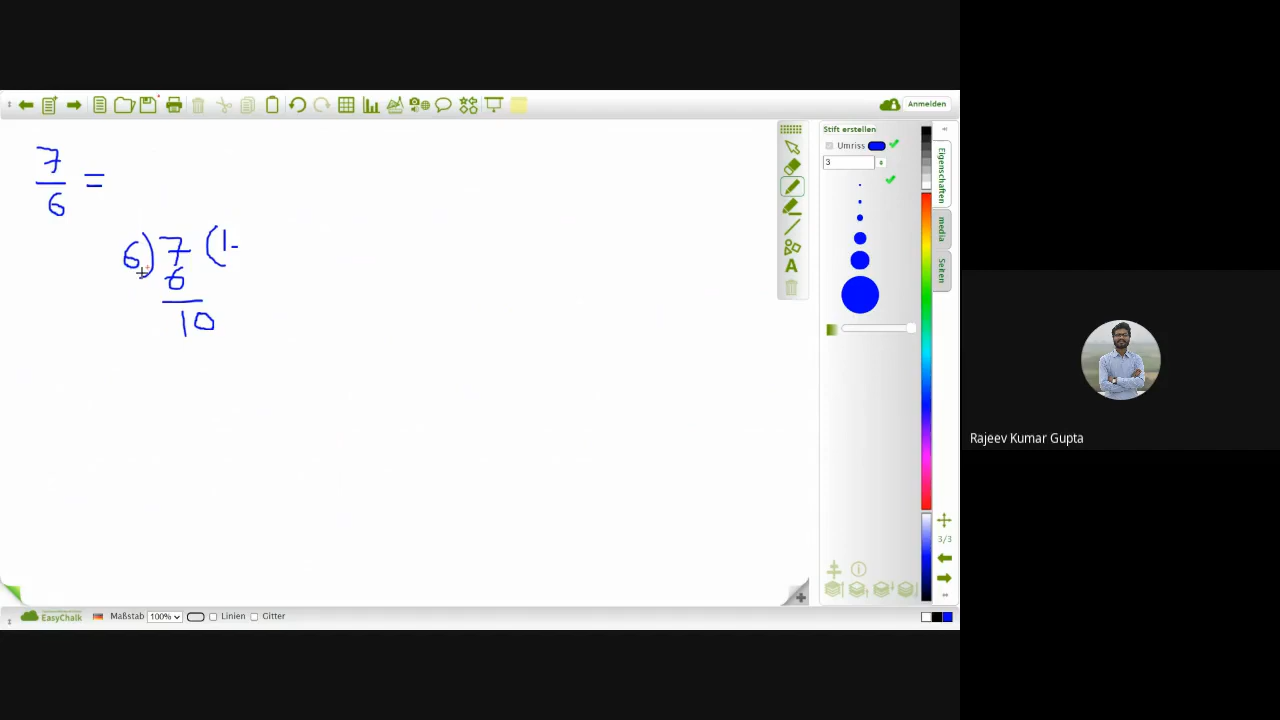 Anmelden
Stift erstellen
Umriss
3
Eigenschaften
media
Seiten
7
6 =
6) 7 (1-
6
10
3/3
EasyChalk
Maßstab 100% Linien Gitter
Rajeev Kumar Gupta